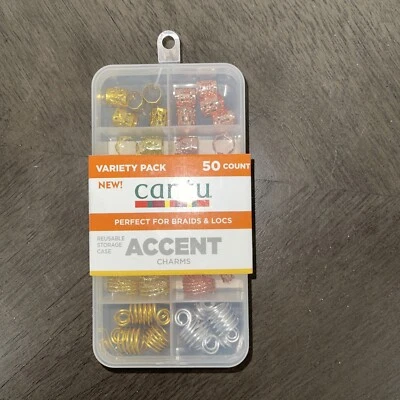 VARIETY PACK 50 COUNT
NEW!
cantu
PERFECT FOR BRAIDS & LOCS
REUSABLE
STORAGE
CASE
ACCENT
CHARMS